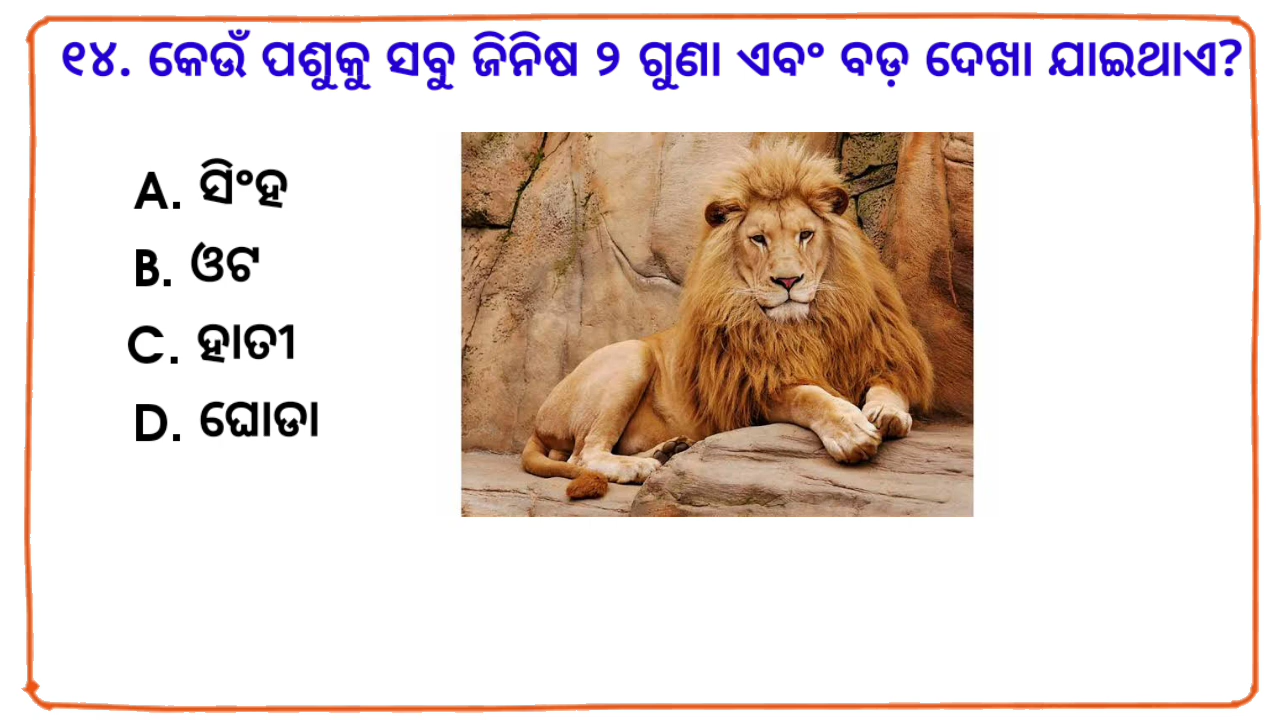 ୧୪. କେଉଁ ପଶୁକୁ ସବୁ ଜିନିଷ ୨ ଗୁଣା ଏବଂ ବଡ଼ ଦେଖା ଯାଇଥାଏ?
A. ସିଂହ
B. ଓଟ
C. ହାତୀ
D. ଘୋଡା